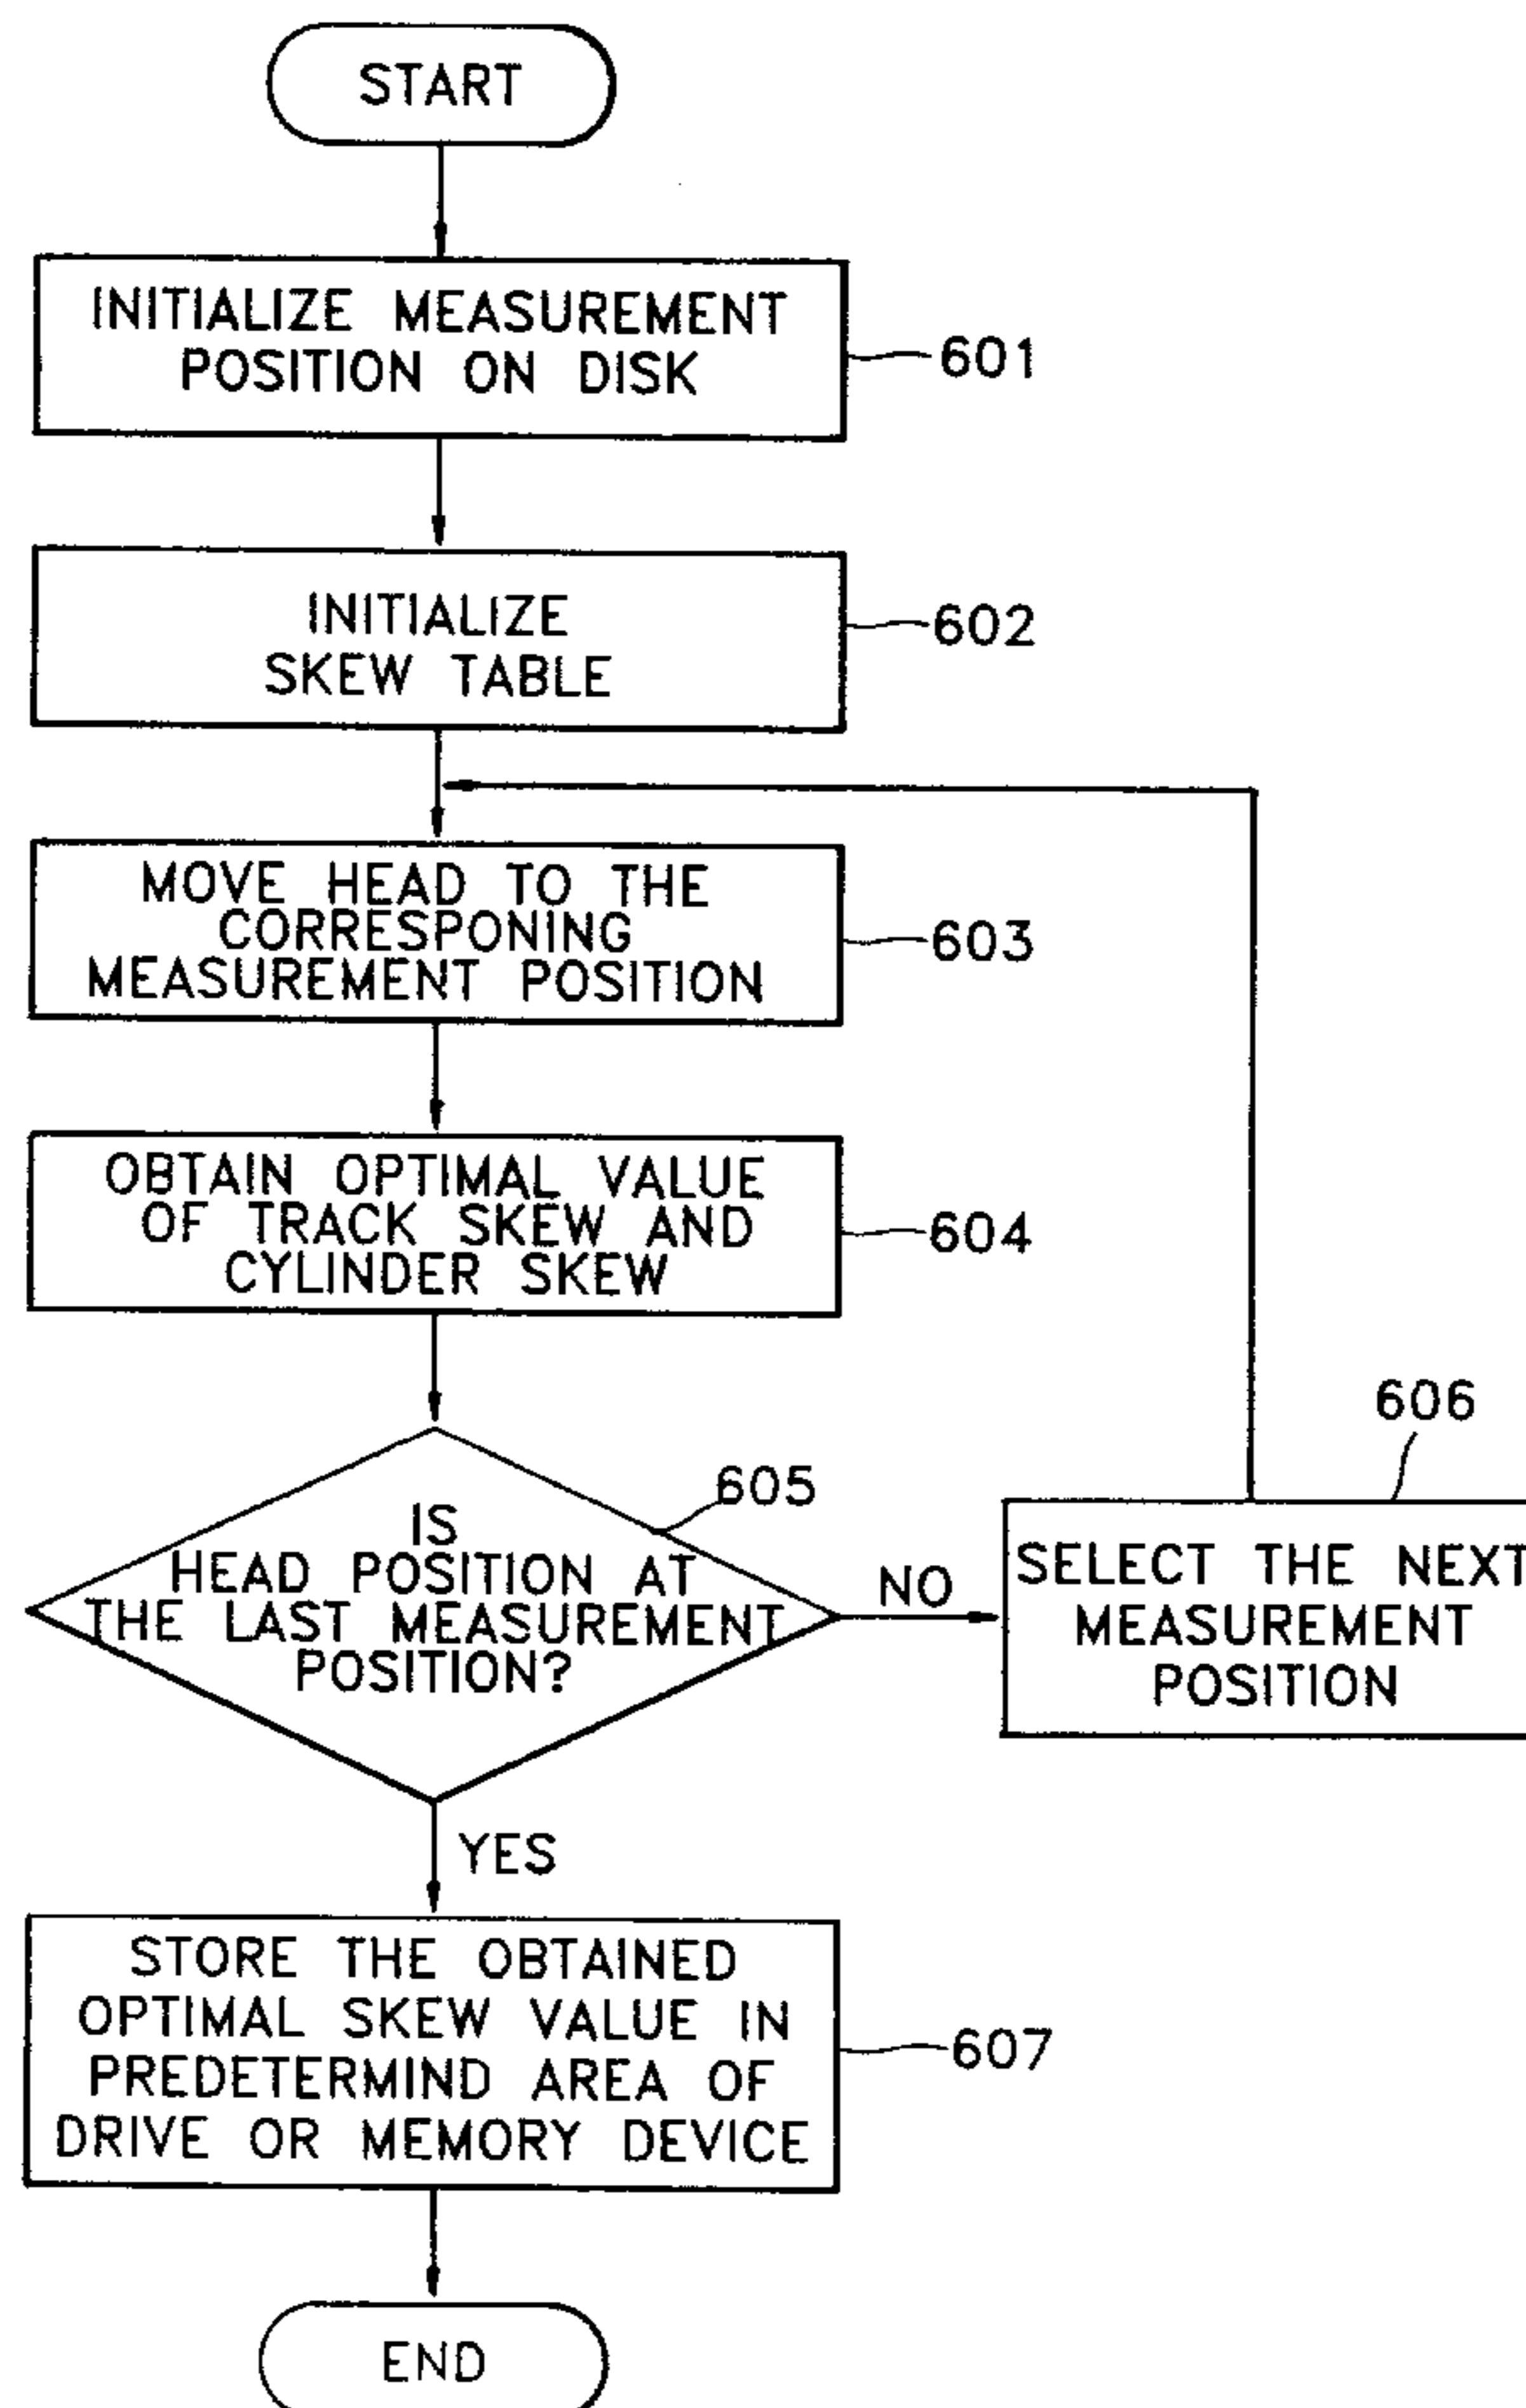 START
INITIALIZE MEASUREMENT
POSITION ON DISK
601
INITIALIZE
SKEW TABLE
602
MOVE HEAD TO THE
CORRESPONING
MEASUREMENT POSITION
603
OBTAIN OPTIMAL VALUE
OF TRACK SKEW AND
CYLINDER SKEW
604
605
IS
HEAD POSITION AT
THE LAST MEASUREMENT
POSITION?
NO
606
SELECT THE NEXT
MEASUREMENT
POSITION
YES
STORE THE OBTAINED
OPTIMAL SKEW VALUE IN
PREDETERMIND AREA OF
DRIVE OR MEMORY DEVICE
607
END